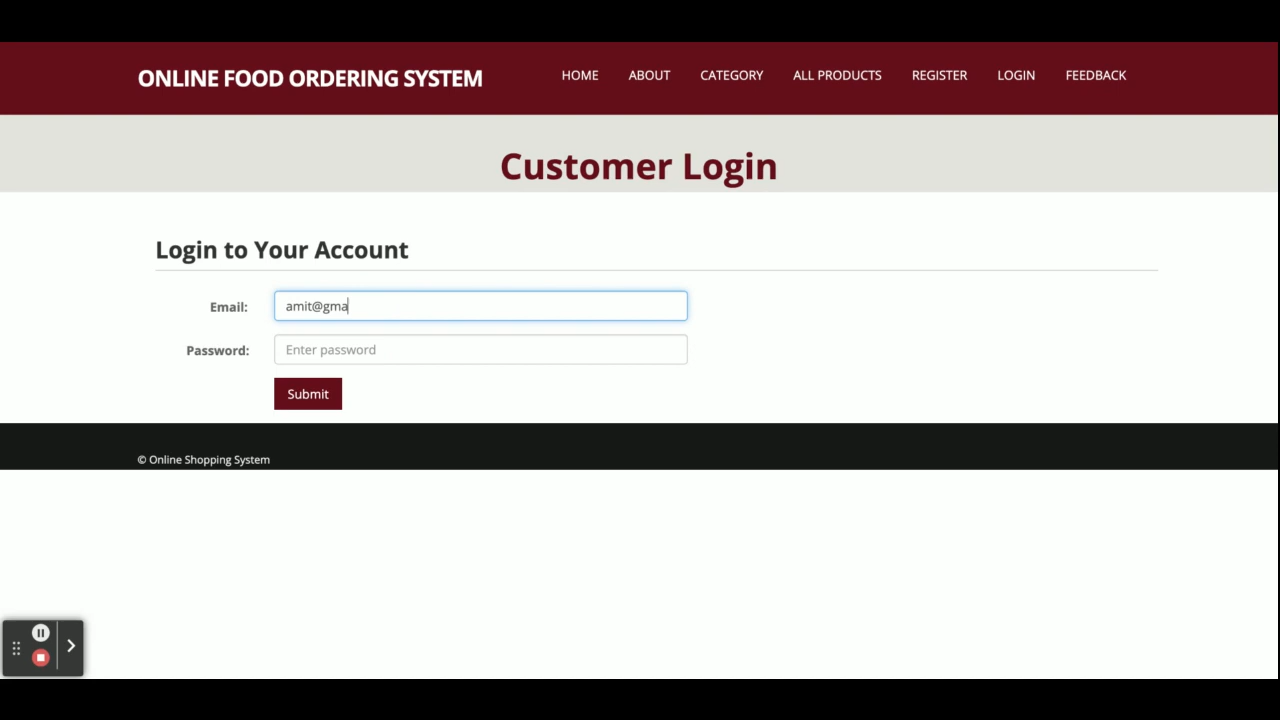 ONLINE FOOD ORDERING SYSTEM
HOME ABOUT CATEGORY ALL PRODUCTS REGISTER LOGIN FEEDBACK
Customer Login
Login to Your Account
Email: amit@gma
Password: Enter password
Submit
© Online Shopping System